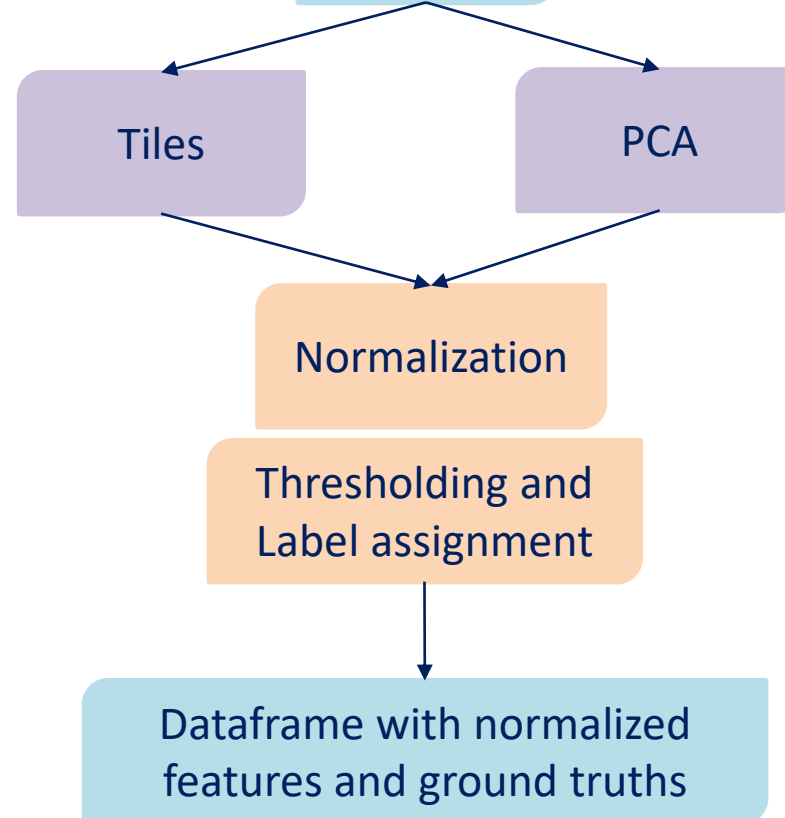 Tiles
PCA
Normalization
Thresholding and
Label assignment
Dataframe with normalized
features and ground truths